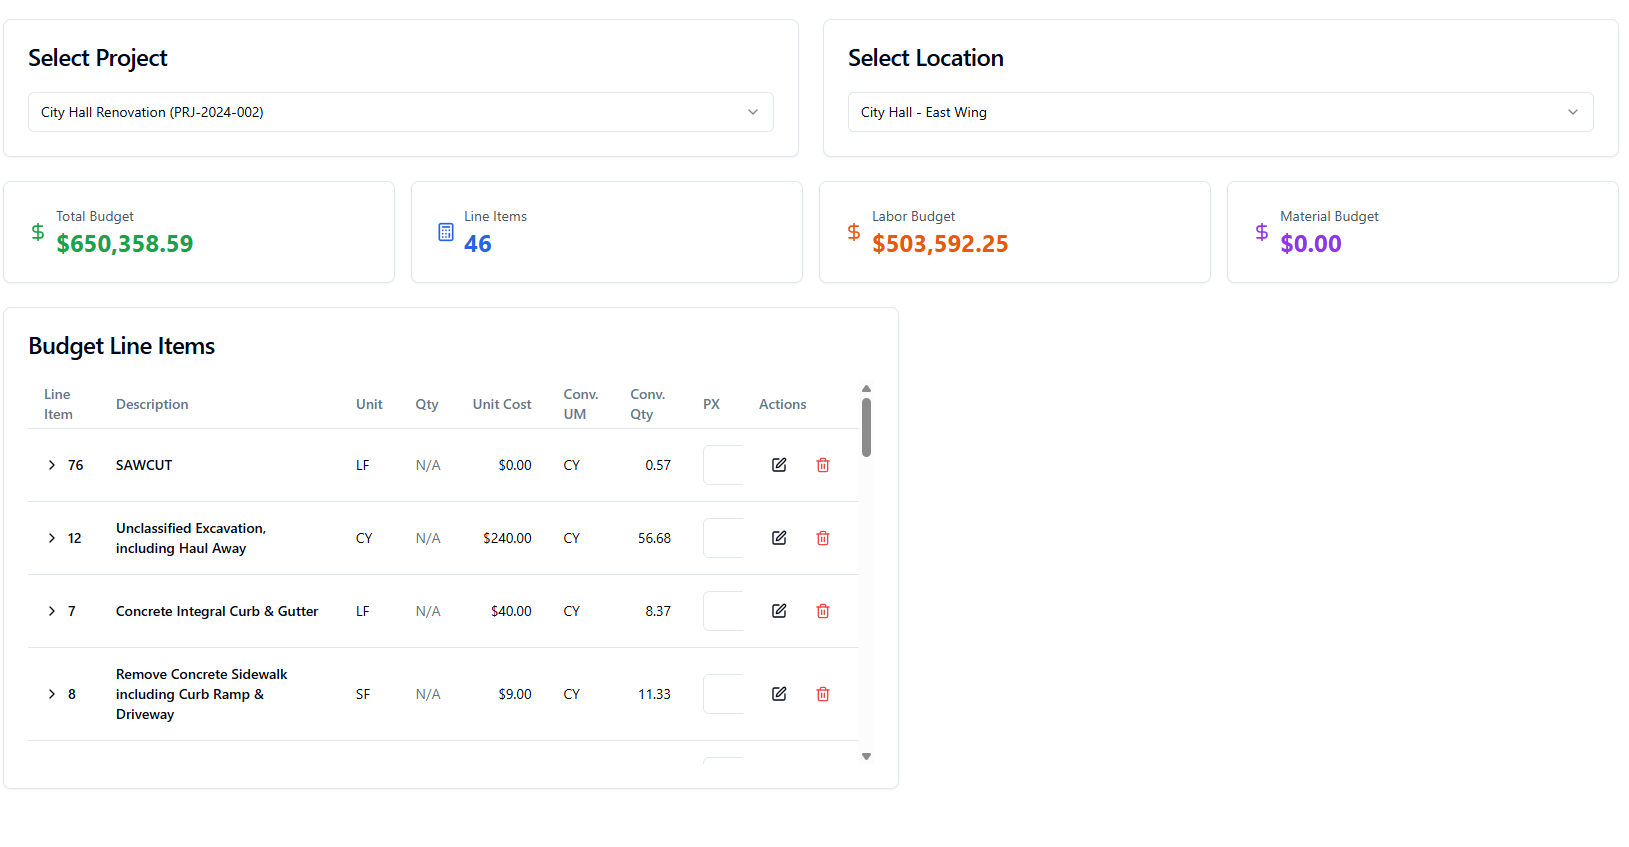 Select Project
City Hall Renovation (PRJ-2024-002)
Select Location
City Hall - East Wing
Total Budget
$650,358.59
Line Items
46
Labor Budget
$503,592.25
Material Budget
$0.00
Budget Line Items
Line Item Description Unit Qty Unit Cost Conv. UM Conv. Qty PX Actions
76 SAWCUT LF N/A $0.00 CY 0.57
12 Unclassified Excavation, including Haul Away CY N/A $240.00 CY 56.68
7 Concrete Integral Curb & Gutter LF N/A $40.00 CY 8.37
8 Remove Concrete Sidewalk including Curb Ramp & Driveway SF N/A $9.00 CY 11.33